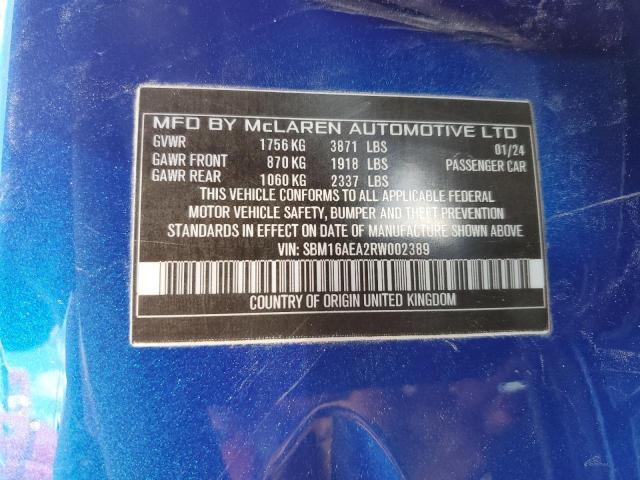 MFD BY McLAREN AUTOMOTIVE LTD
GVWR 1756 KG 3871 LBS 01/24
GAWR FRONT 870 KG 1918 LBS PASSENGER CAR
GAWR REAR 1060 KG 2337 LBS
THIS VEHICLE CONFORMS TO ALL APPLICABLE FEDERAL
MOTOR VEHICLE SAFETY, BUMPER AND THEFT PREVENTION
STANDARDS IN EFFECT ON DATE OF MANUFACTURE SHOWN ABOVE
VIN: SBM16AEA2RW002389
COUNTRY OF ORIGIN UNITED KINGDOM